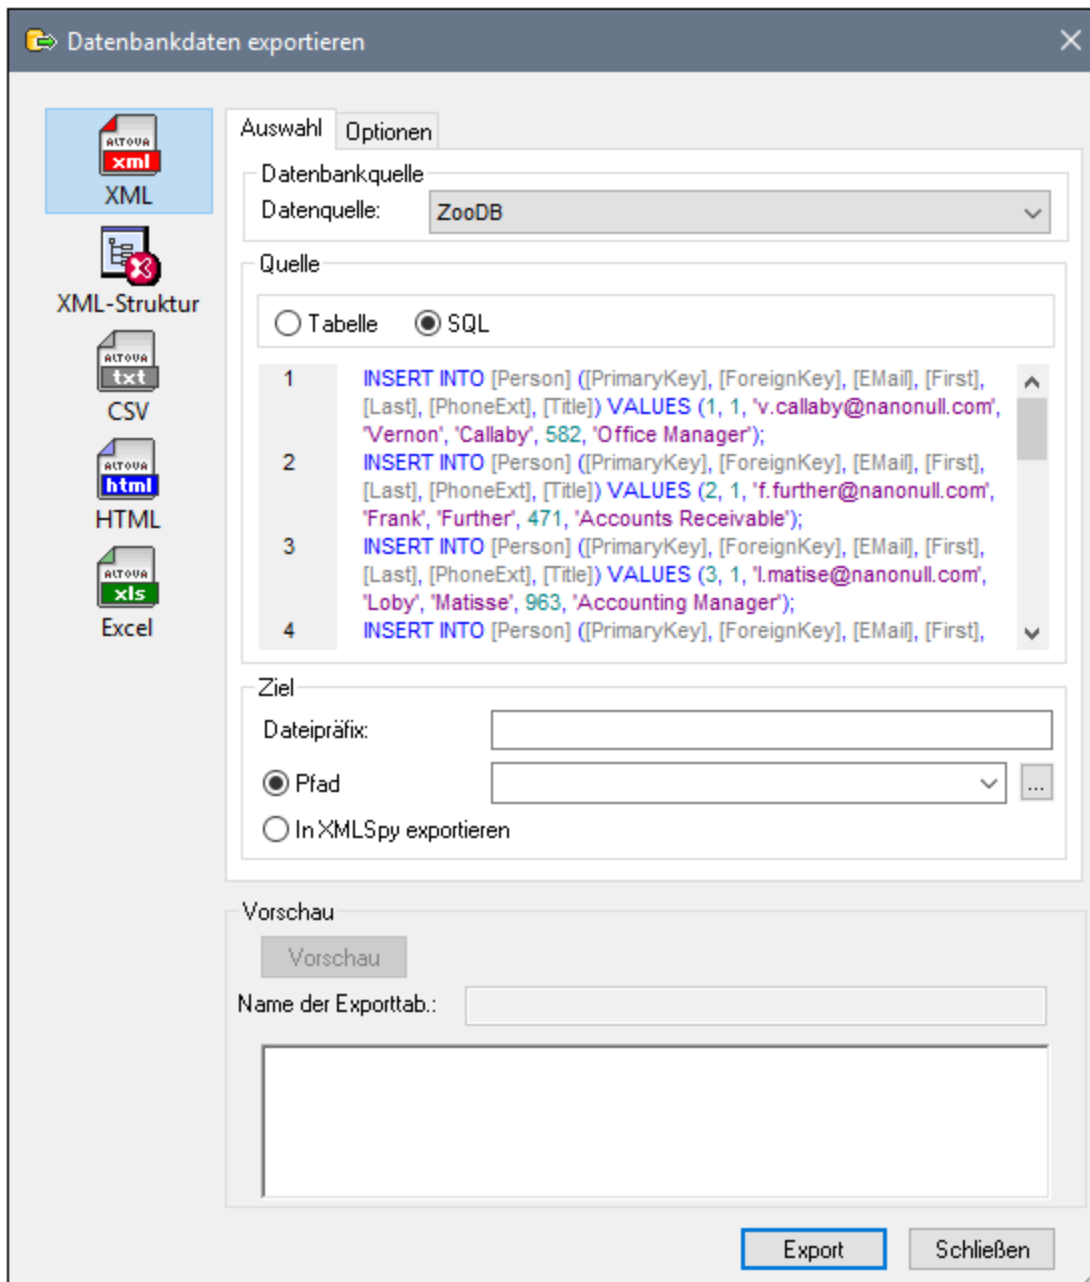 Datenbankdaten exportieren
ALTOVA
xml
XML
XML-Struktur
ALTOVA
txt
CSV
ALTOVA
html
HTML
ALTOVA
xls
Excel
Auswahl Optionen
Datenbankquelle
Datenquelle: ZooDB
Quelle
Tabelle SQL
1 INSERT INTO [Person] ([PrimaryKey], [ForeignKey], [EMail], [First],
[Last], [PhoneExt], [Title]) VALUES (1, 1, 'v.callaby@nanonull.com',
'Vernon', 'Callaby', 582, 'Office Manager');
2 INSERT INTO [Person] ([PrimaryKey], [ForeignKey], [EMail], [First],
[Last], [PhoneExt], [Title]) VALUES (2, 1, 'f.further@nanonull.com',
'Frank', 'Further', 471, 'Accounts Receivable');
3 INSERT INTO [Person] ([PrimaryKey], [ForeignKey], [EMail], [First],
[Last], [PhoneExt], [Title]) VALUES (3, 1, 'l.matise@nanonull.com',
'Loby', 'Matisse', 963, 'Accounting Manager');
4 INSERT INTO [Person] ([PrimaryKey], [ForeignKey], [EMail], [First],
Ziel
Dateipräfix:
Pfad ...
In XMLSpy exportieren
Vorschau
Vorschau
Name der Exporttab.:
Export Schließen